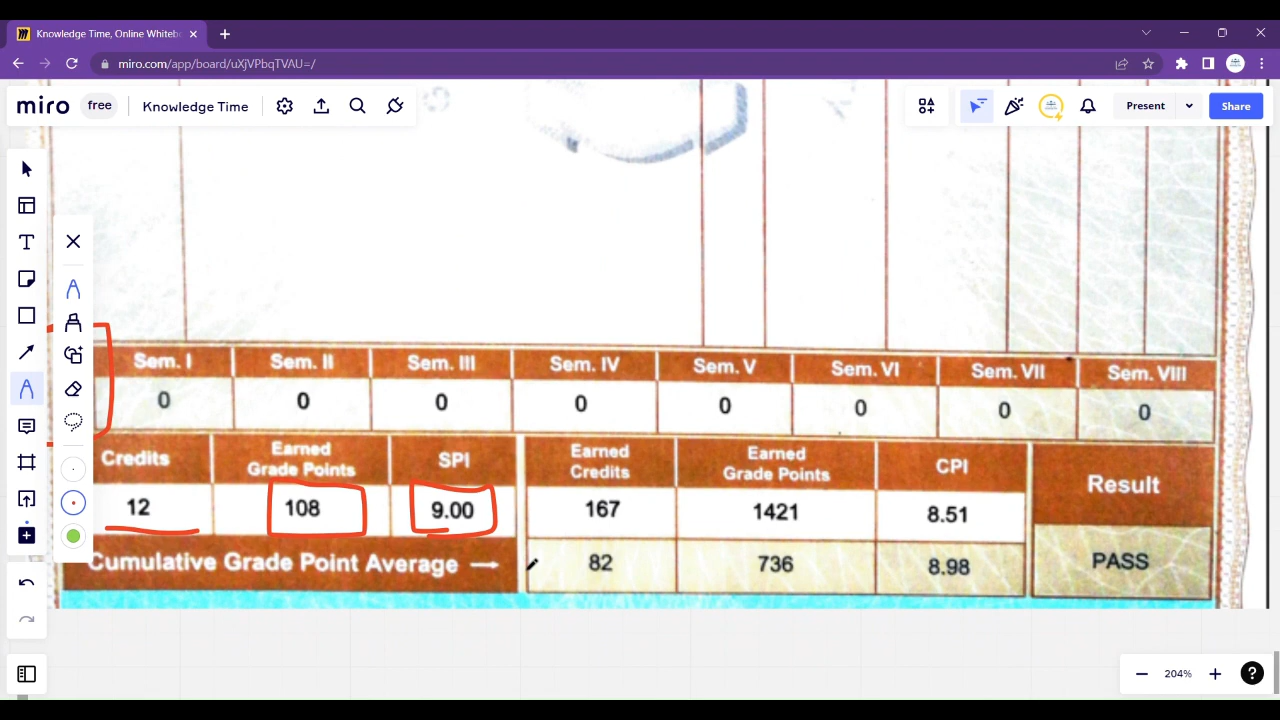 Knowledge Time, Online Whitebo
miro.com/app/board/uXjVPbqTVAU=/
miro free Knowledge Time Present Share
Sem. I Sem. II Sem. III Sem. IV Sem. V Sem. VI Sem. VII Sem. VIII
0 0 0 0 0 0 0 0
Credits Earned Grade Points SPI Earned Credits Earned Grade Points CPI Result
12 108 9.00 167 1421 8.51
Cumulative Grade Point Average → 82 736 8.98 PASS
204%